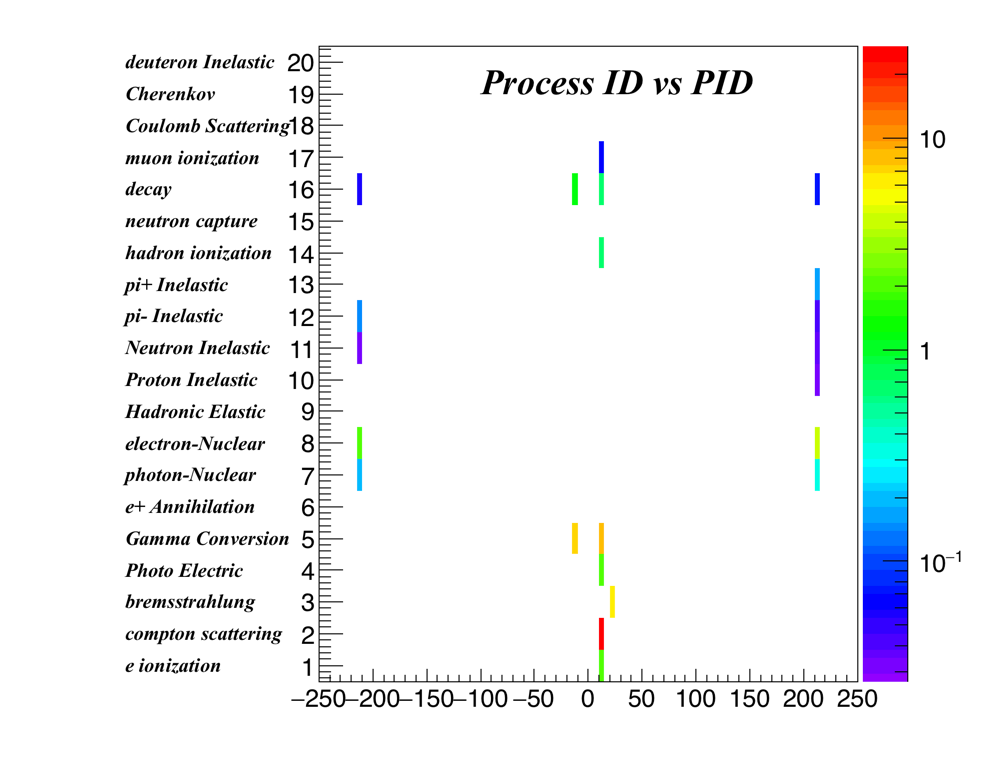 Process ID vs PID
deuteron Inelastic 20
Cherenkov 19
Coulomb Scattering 18
muon ionization 17
decay 16
neutron capture 15
hadron ionization 14
pi+ Inelastic 13
pi- Inelastic 12
Neutron Inelastic 11
Proton Inelastic 10
Hadronic Elastic 9
electron-Nuclear 8
photon-Nuclear 7
e+ Annihilation 6
Gamma Conversion 5
Photo Electric 4
bremsstrahlung 3
compton scattering 2
e ionization 1
−250 −200 −150 −100 −50 0 50 100 150 200 250
10
1
10⁻¹